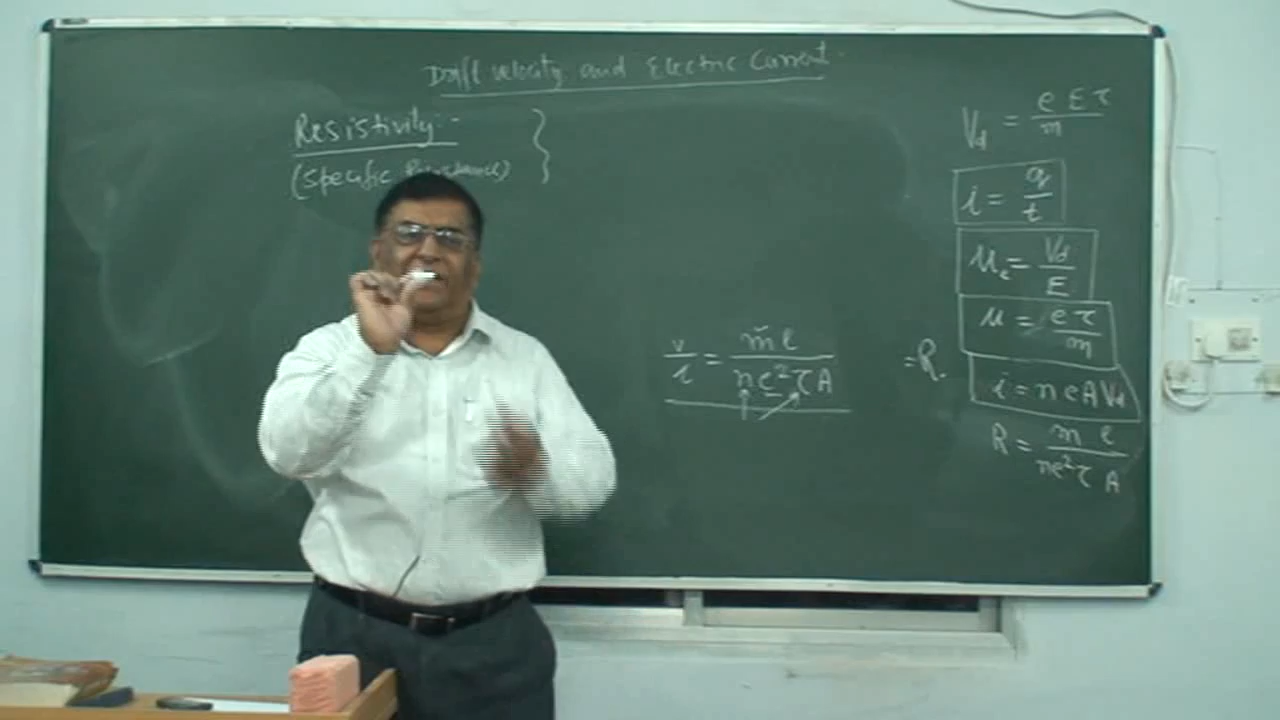 Drift velocity and Electric Current
Resistivity :-
(Specific Resistance) }
v/i = ml/ne²τA = R.
Vd = eEτ/m
i = q/t
μe = Vd/E
μ = eτ/m
i = neAVd
R = ml/ne²τA